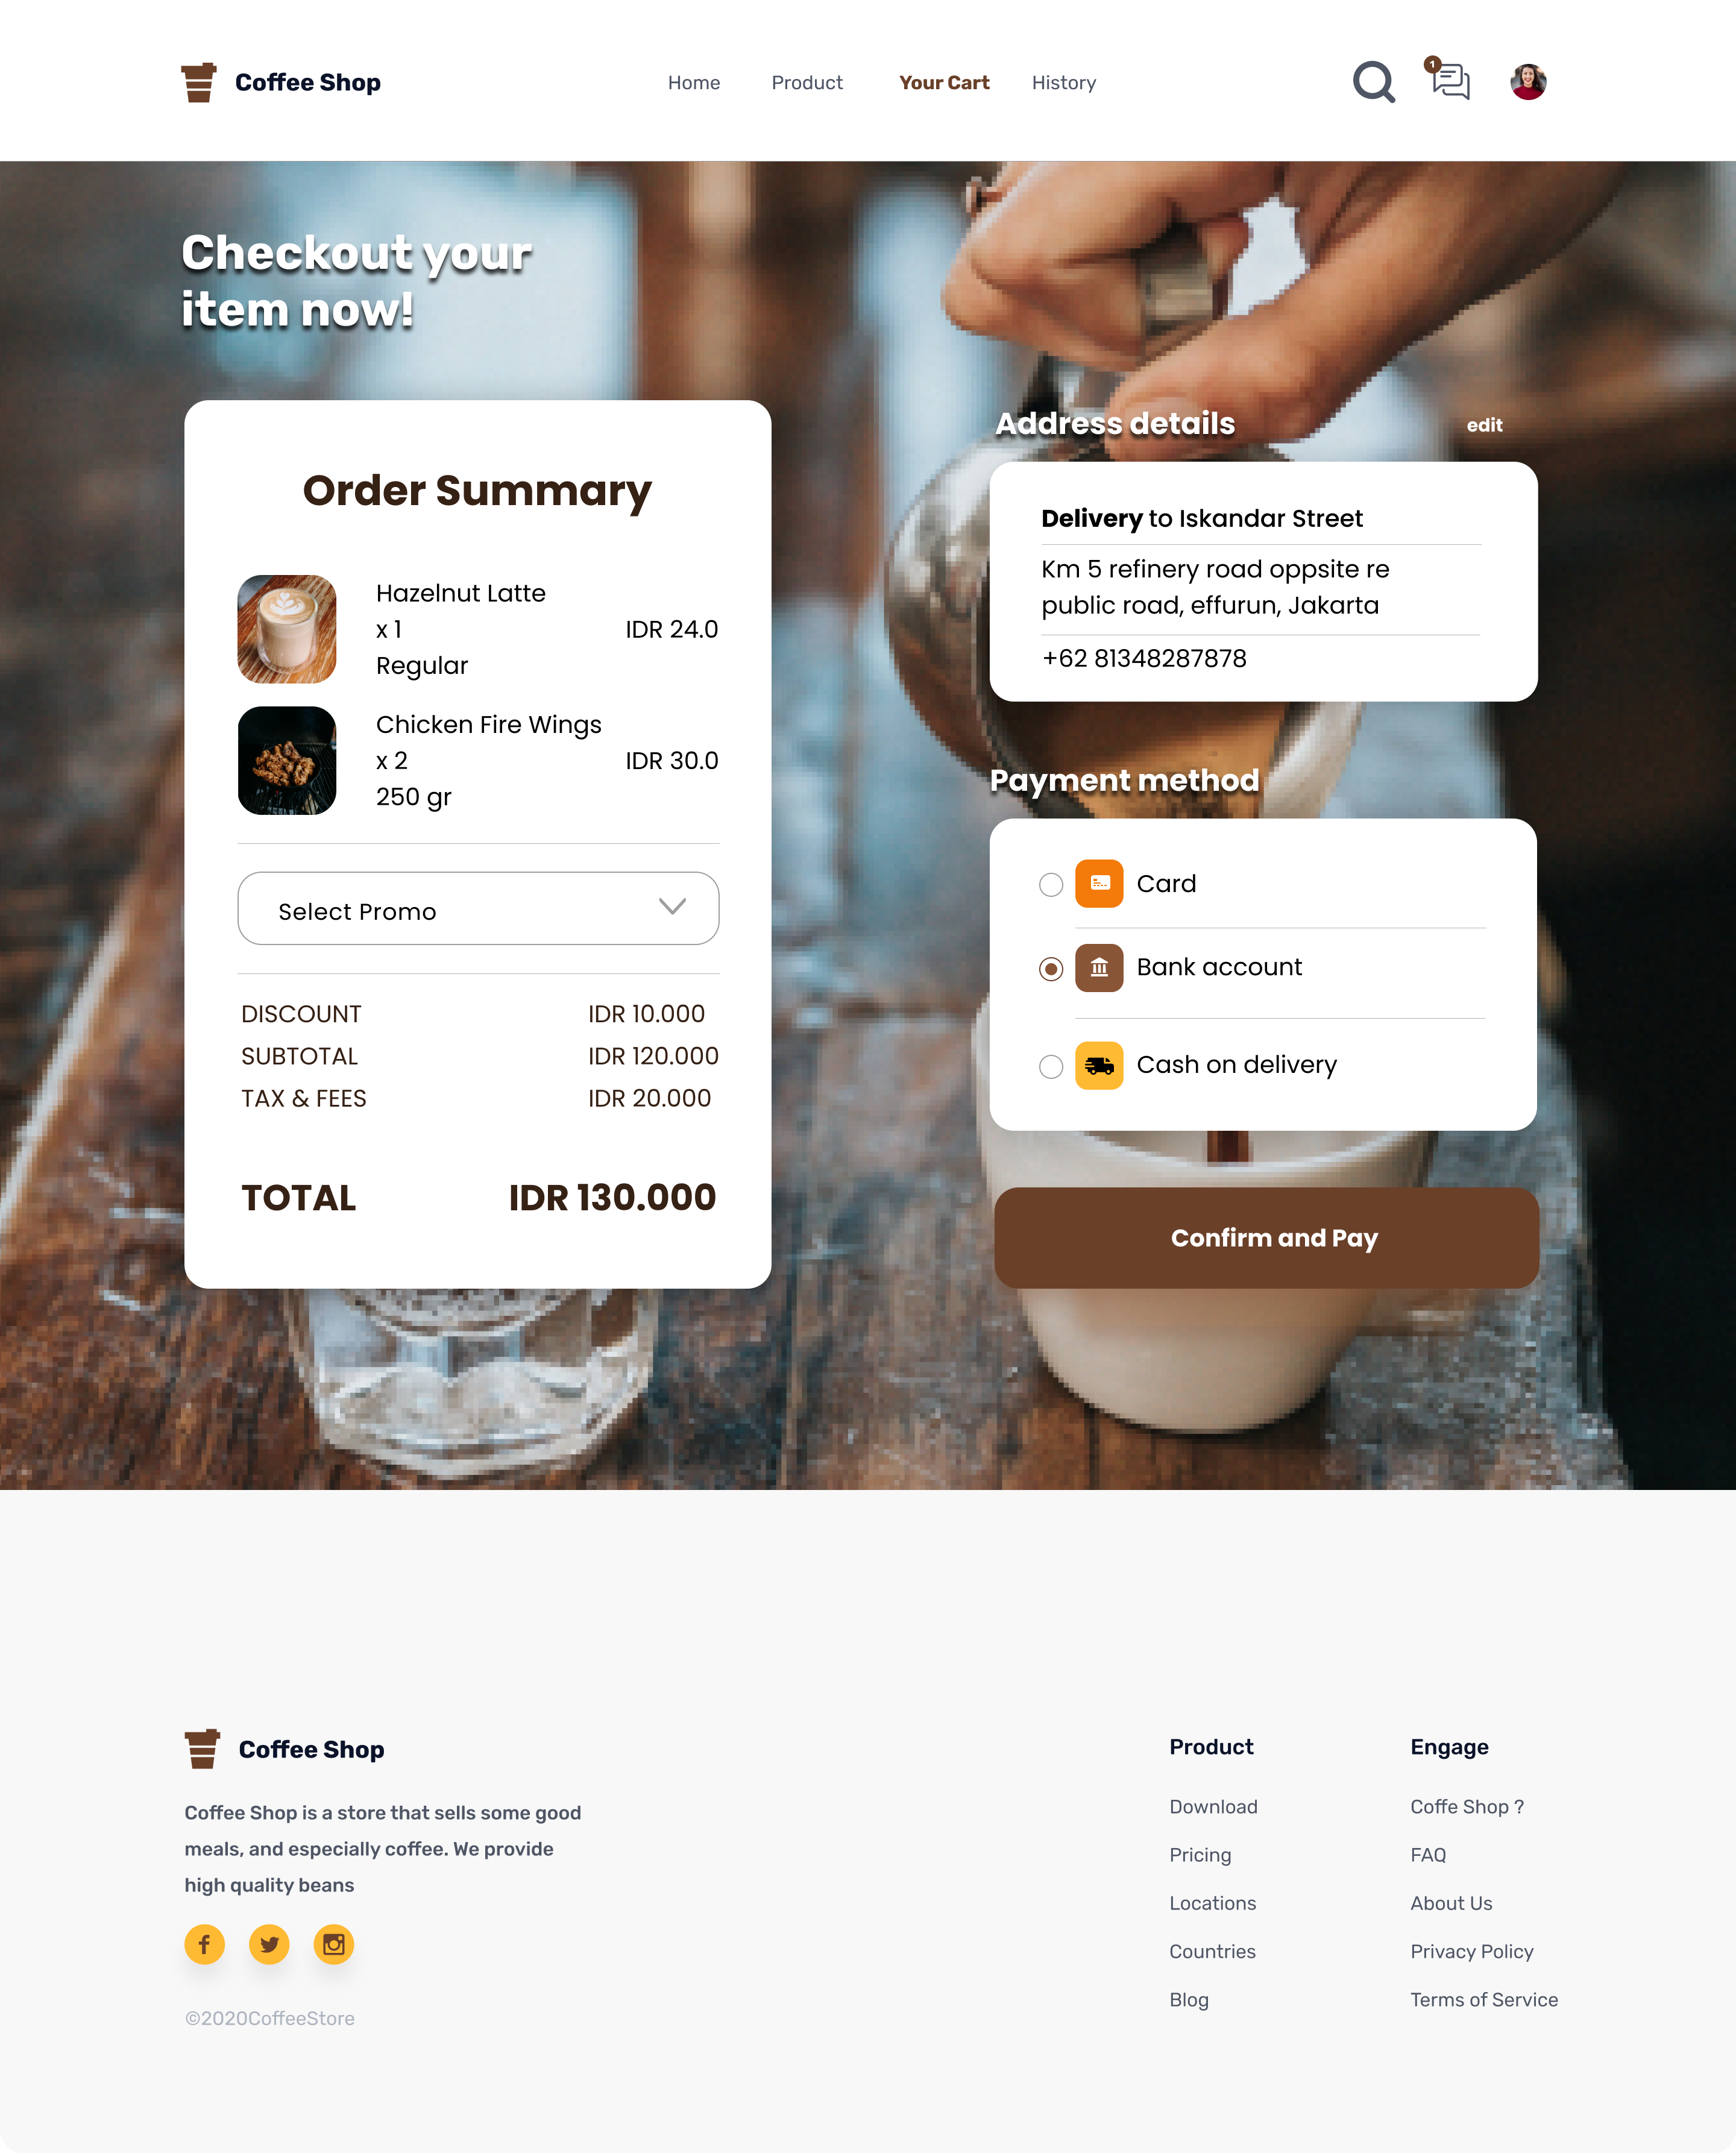 Coffee Shop
Home
Product
Your Cart
History
1
Checkout your
item now!
Order Summary
Hazelnut Latte
x 1
IDR 24.0
Regular
Chicken Fire Wings
x 2
IDR 30.0
250 gr
Select Promo
DISCOUNT
IDR 10.000
SUBTOTAL
IDR 120.000
TAX & FEES
IDR 20.000
TOTAL
IDR 130.000
Address details
edit
Delivery to Iskandar Street
Km 5 refinery road oppsite re
public road, effurun, Jakarta
+62 81348287878
Payment method
Card
Bank account
Cash on delivery
Confirm and Pay
Coffee Shop
Coffee Shop is a store that sells some good
meals, and especially coffee. We provide
high quality beans
©2020CoffeeStore
Product
Download
Pricing
Locations
Countries
Blog
Engage
Coffe Shop ?
FAQ
About Us
Privacy Policy
Terms of Service